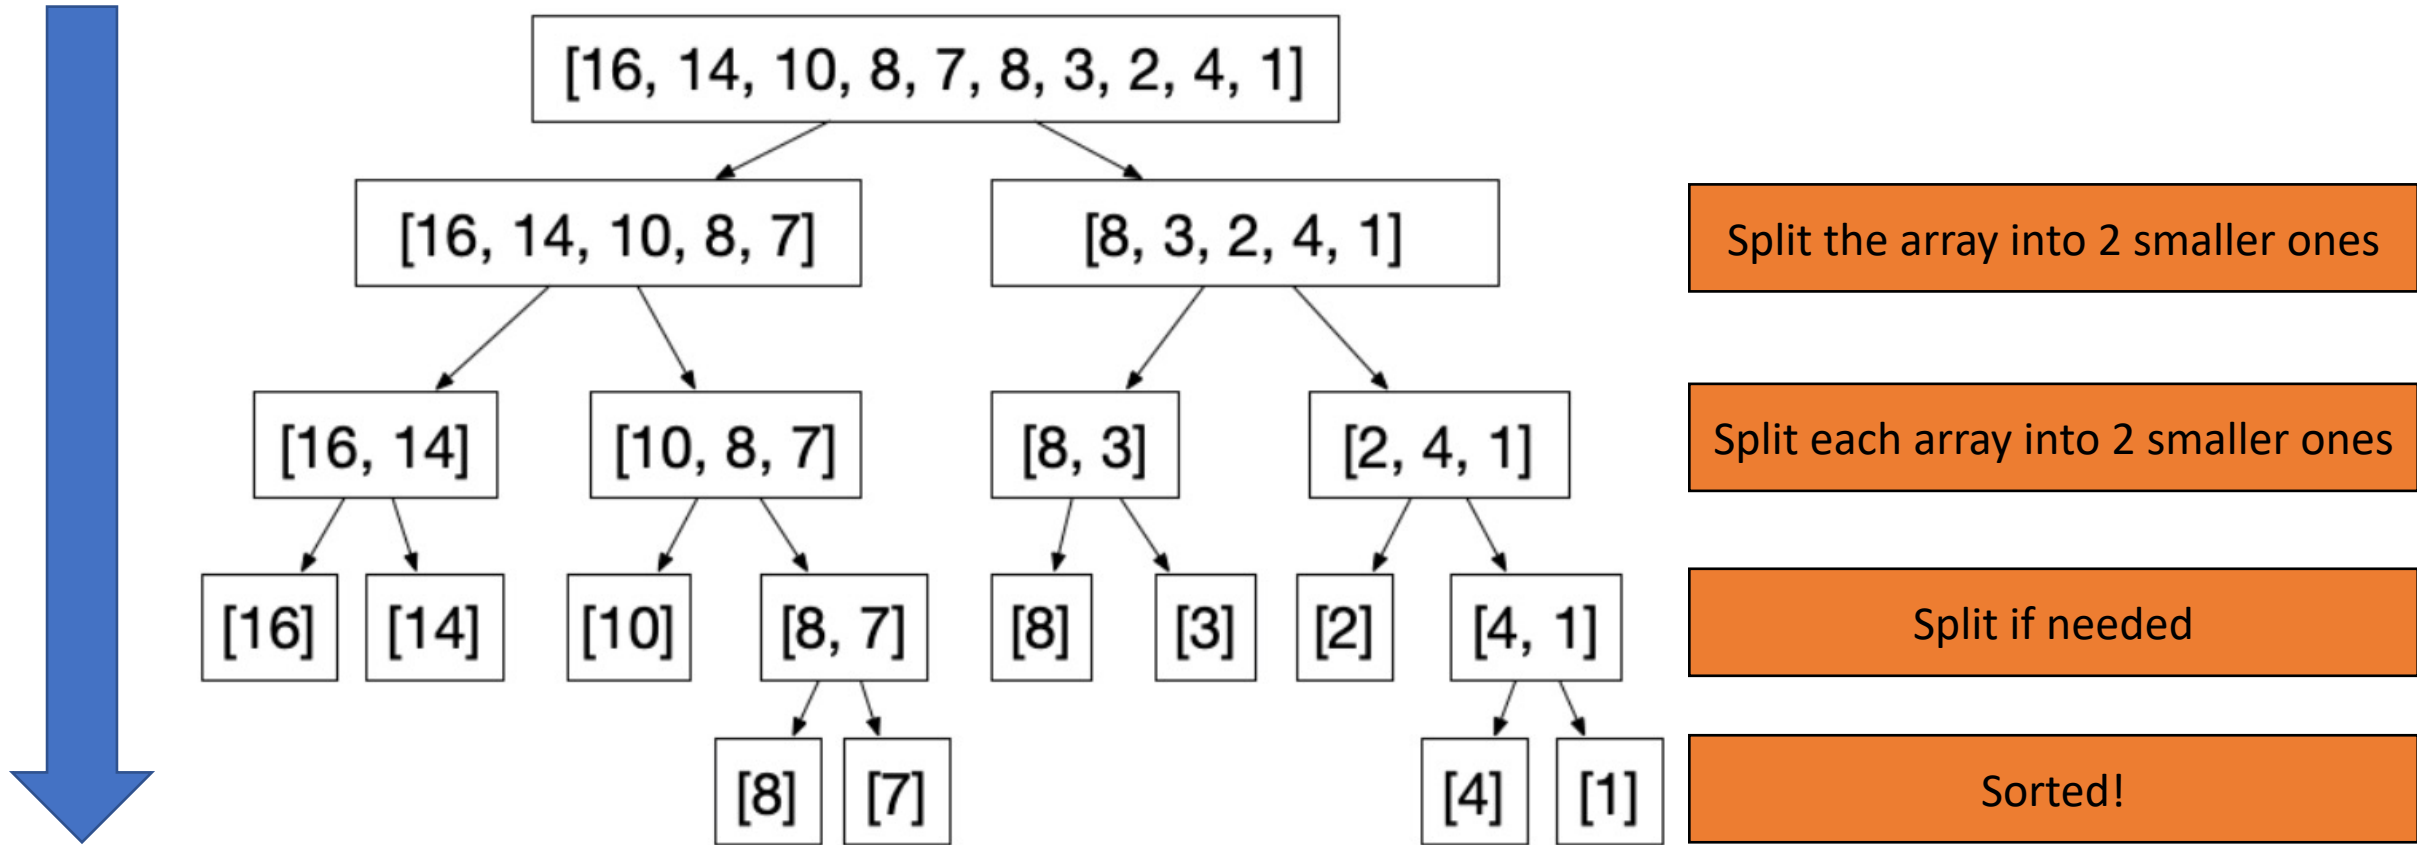 [16, 14, 10, 8, 7, 8, 3, 2, 4, 1]
[16, 14, 10, 8, 7]
[8, 3, 2, 4, 1]
Split the array into 2 smaller ones
[16, 14]
[10, 8, 7]
[8, 3]
[2, 4, 1]
Split each array into 2 smaller ones
[16]
[14]
[10]
[8, 7]
[8]
[3]
[2]
[4, 1]
Split if needed
[8]
[7]
[4]
[1]
Sorted!